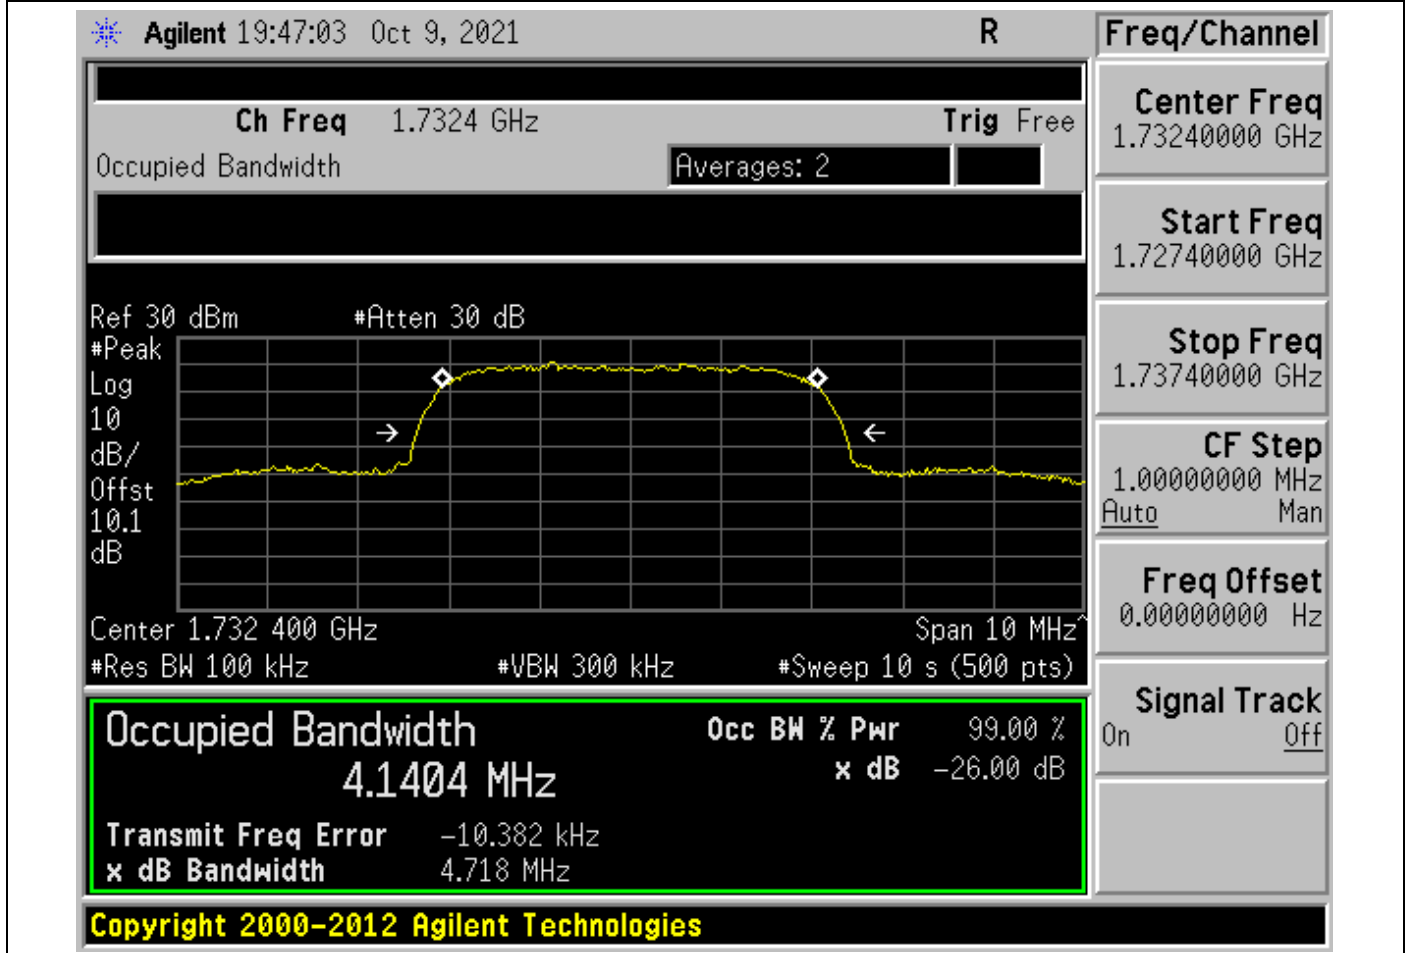 Agilent 19:47:03 Oct 9, 2021 R
Freq/Channel
Ch Freq 1.7324 GHz Trig Free
Occupied Bandwidth Averages: 2
Center Freq
1.73240000 GHz
Start Freq
1.72740000 GHz
Stop Freq
1.73740000 GHz
CF Step
1.00000000 MHz
Auto Man
Freq Offset
0.00000000 Hz
Signal Track
On Off
Ref 30 dBm #Atten 30 dB
#Peak
Log
10
dB/
Offst
10.1
dB
Center 1.732 400 GHz Span 10 MHz^
#Res BW 100 kHz #VBW 300 kHz #Sweep 10 s (500 pts)
Occupied Bandwidth Occ BW % Pwr 99.00 %
4.1404 MHz x dB -26.00 dB
Transmit Freq Error -10.382 kHz
x dB Bandwidth 4.718 MHz
Copyright 2000-2012 Agilent Technologies